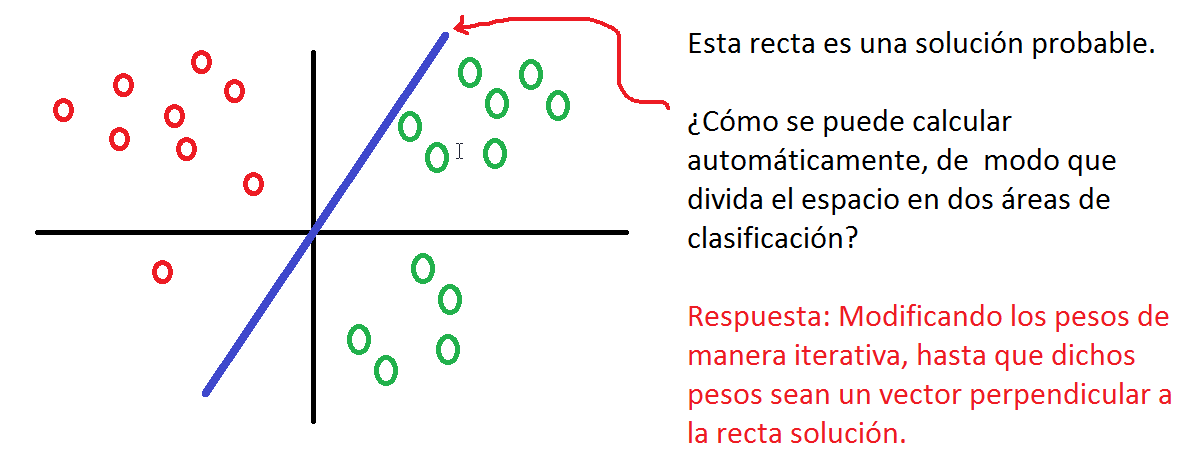 Esta recta es una solución probable.
¿Cómo se puede calcular
automáticamente, de modo que
divida el espacio en dos áreas de
clasificación?
Respuesta: Modificando los pesos de
manera iterativa, hasta que dichos
pesos sean un vector perpendicular a
la recta solución.